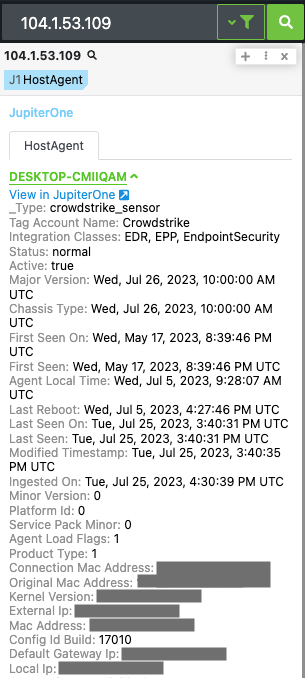 104.1.53.109
104.1.53.109
J1 HostAgent
JupiterOne
HostAgent
DESKTOP-CMIIQAM
View in JupiterOne
_Type: crowdstrike_sensor
Tag Account Name: Crowdstrike
Integration Classes: EDR, EPP, EndpointSecurity
Status: normal
Active: true
Major Version: Wed, Jul 26, 2023, 10:00:00 AM
UTC
Chassis Type: Wed, Jul 26, 2023, 10:00:00 AM
UTC
First Seen On: Wed, May 17, 2023, 8:39:46 PM
UTC
First Seen: Wed, May 17, 2023, 8:39:46 PM UTC
Agent Local Time: Wed, Jul 5, 2023, 9:28:07 AM
UTC
Last Reboot: Wed, Jul 5, 2023, 4:27:46 PM UTC
Last Seen On: Tue, Jul 25, 2023, 3:40:31 PM UTC
Last Seen: Tue, Jul 25, 2023, 3:40:31 PM UTC
Modified Timestamp: Tue, Jul 25, 2023, 3:40:35
PM UTC
Ingested On: Tue, Jul 25, 2023, 4:30:39 PM UTC
Minor Version: 0
Platform Id: 0
Service Pack Minor: 0
Agent Load Flags: 1
Product Type: 1
Connection Mac Address:
Original Mac Address:
Kernel Version:
External Ip:
Mac Address:
Config Id Build: 17010
Default Gateway Ip:
Local Ip: